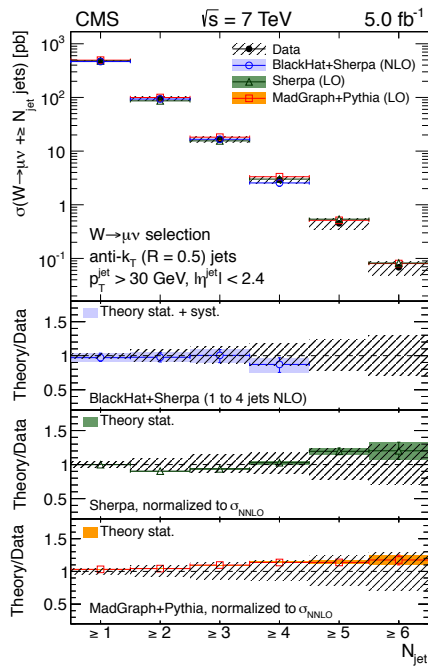 CMS √s = 7 TeV 5.0 fb⁻¹
σ(W→μν +≥ N_jet jets) [pb]
10⁴
10³
10²
10
1
10⁻¹
Data
BlackHat+Sherpa (NLO)
Sherpa (LO)
MadGraph+Pythia (LO)
W→μν selection
anti-k_T (R = 0.5) jets
p_T^jet > 30 GeV, |η^jet| < 2.4
Theory/Data
1.5
1
0.5
Theory stat. + syst.
BlackHat+Sherpa (1 to 4 jets NLO)
Theory/Data
1.5
1
0.5
Theory stat.
Sherpa, normalized to σ_NNLO
Theory/Data
1.5
1
0.5
Theory stat.
MadGraph+Pythia, normalized to σ_NNLO
≥ 1 ≥ 2 ≥ 3 ≥ 4 ≥ 5 ≥ 6
N_jet